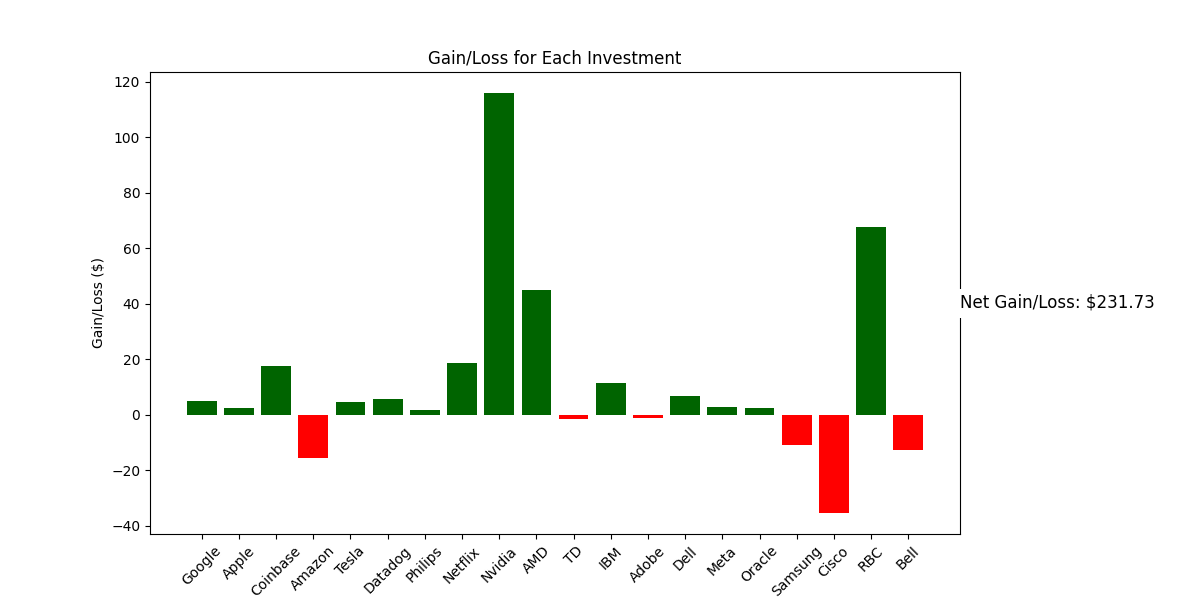 Gain/Loss for Each Investment
Gain/Loss ($)
120
100
80
60
40
20
0
−20
−40
Net Gain/Loss: $231.73
Google
Apple
Coinbase
Amazon
Tesla
Datadog
Philips
Netflix
Nvidia
AMD
TD
IBM
Adobe
Dell
Meta
Oracle
Samsung
Cisco
RBC
Bell